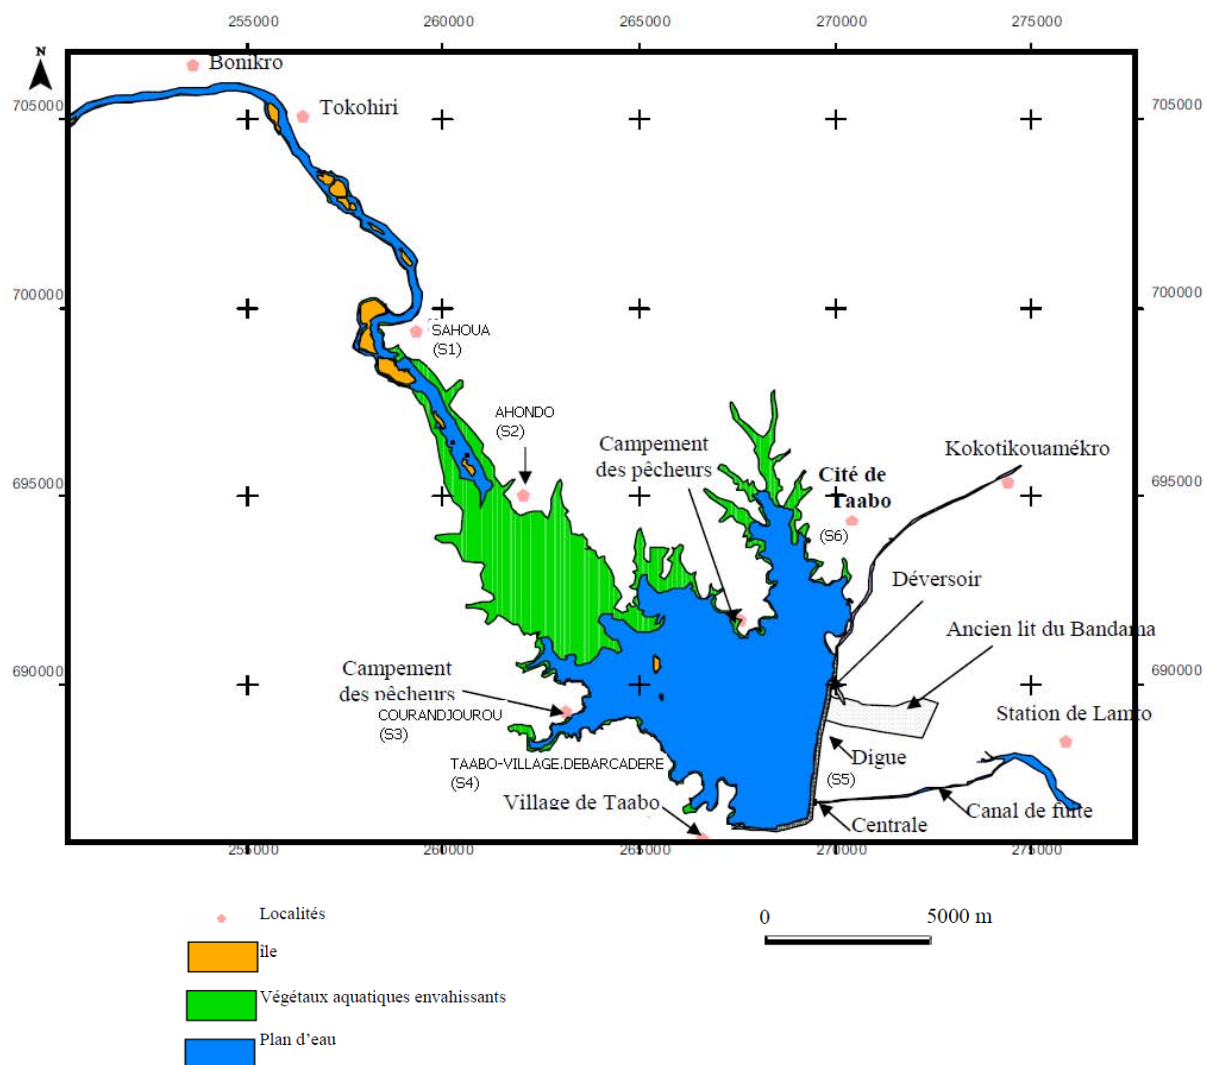 255000 260000 265000 270000 275000
N
Bonikro
705000
Tokohiri
705000
700000
700000
SAHOUA
(S1)
AHONDO
(S2)
Campement
des pêcheurs
Kokotikouamékro
695000
Cité de
Taabo
695000
(S6)
Déversoir
Ancien lit du Bandama
690000
Campement
des pêcheurs
690000
COURANDJOUROU
(S3)
Station de Lamto
TAABO-VILLAGE.DEBARCADERE
(S4)
Digue
(S5)
Village de Taabo
Centrale
Canal de fuite
255000 260000 265000 270000 275000
Localités
île
Végétaux aquatiques envahissants
Plan d'eau
0 5000 m